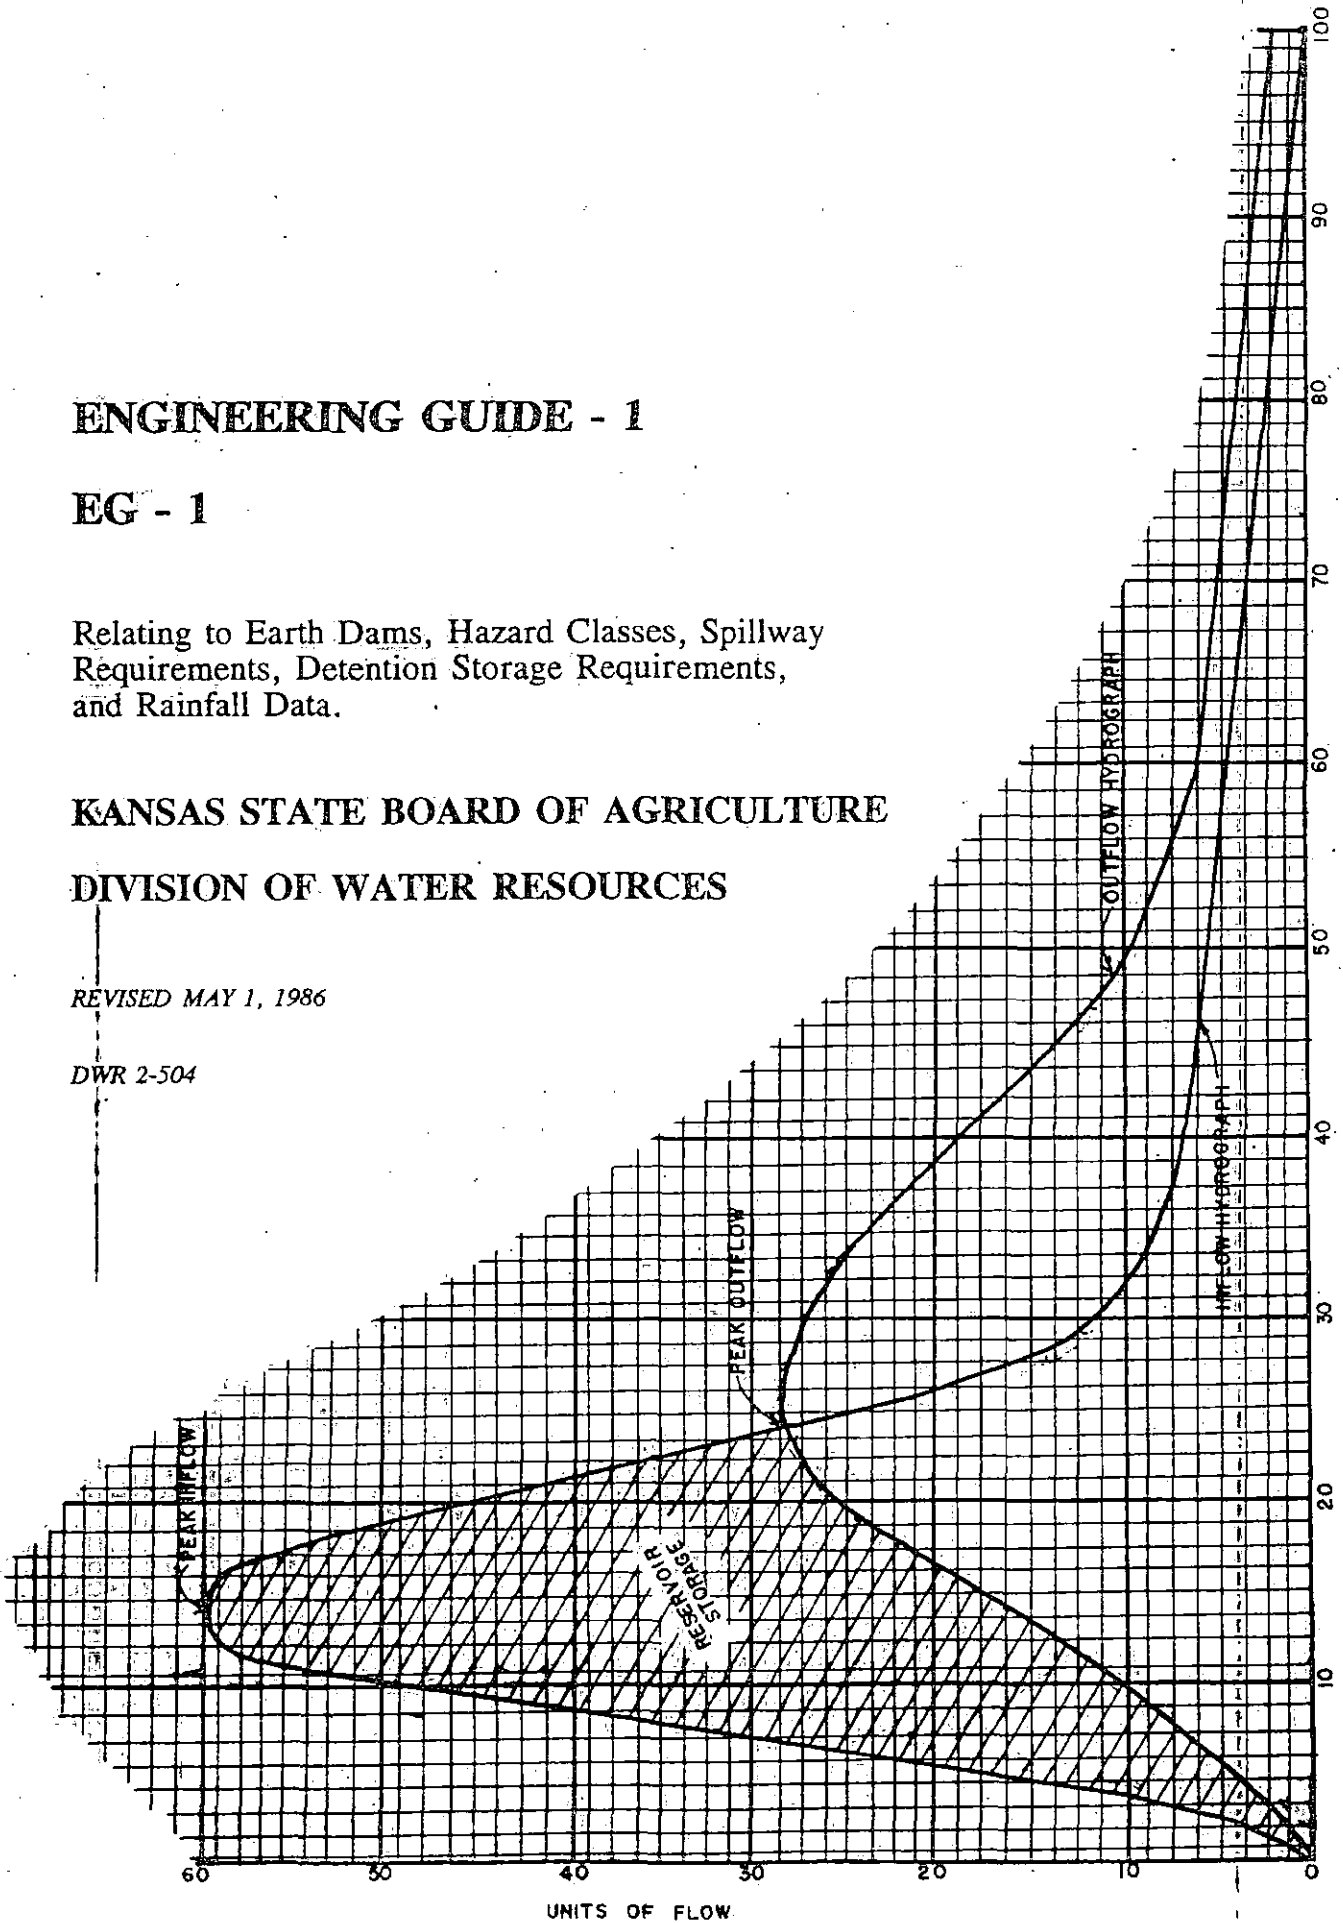 ENGINEERING GUIDE - 1
EG - 1
Relating to Earth Dams, Hazard Classes, Spillway
Requirements, Detention Storage Requirements,
and Rainfall Data.
KANSAS STATE BOARD OF AGRICULTURE
DIVISION OF WATER RESOURCES
REVISED MAY 1, 1986
DWR 2-504
PEAK INFLOW
RESERVOIR
STORAGE
PEAK OUTFLOW
OUTFLOW HYDROGRAPH
INFLOW HYDROGRAPH
100
90
80
70
60
50
40
30
20
10
60 50 40 30 20 10 0
UNITS OF FLOW